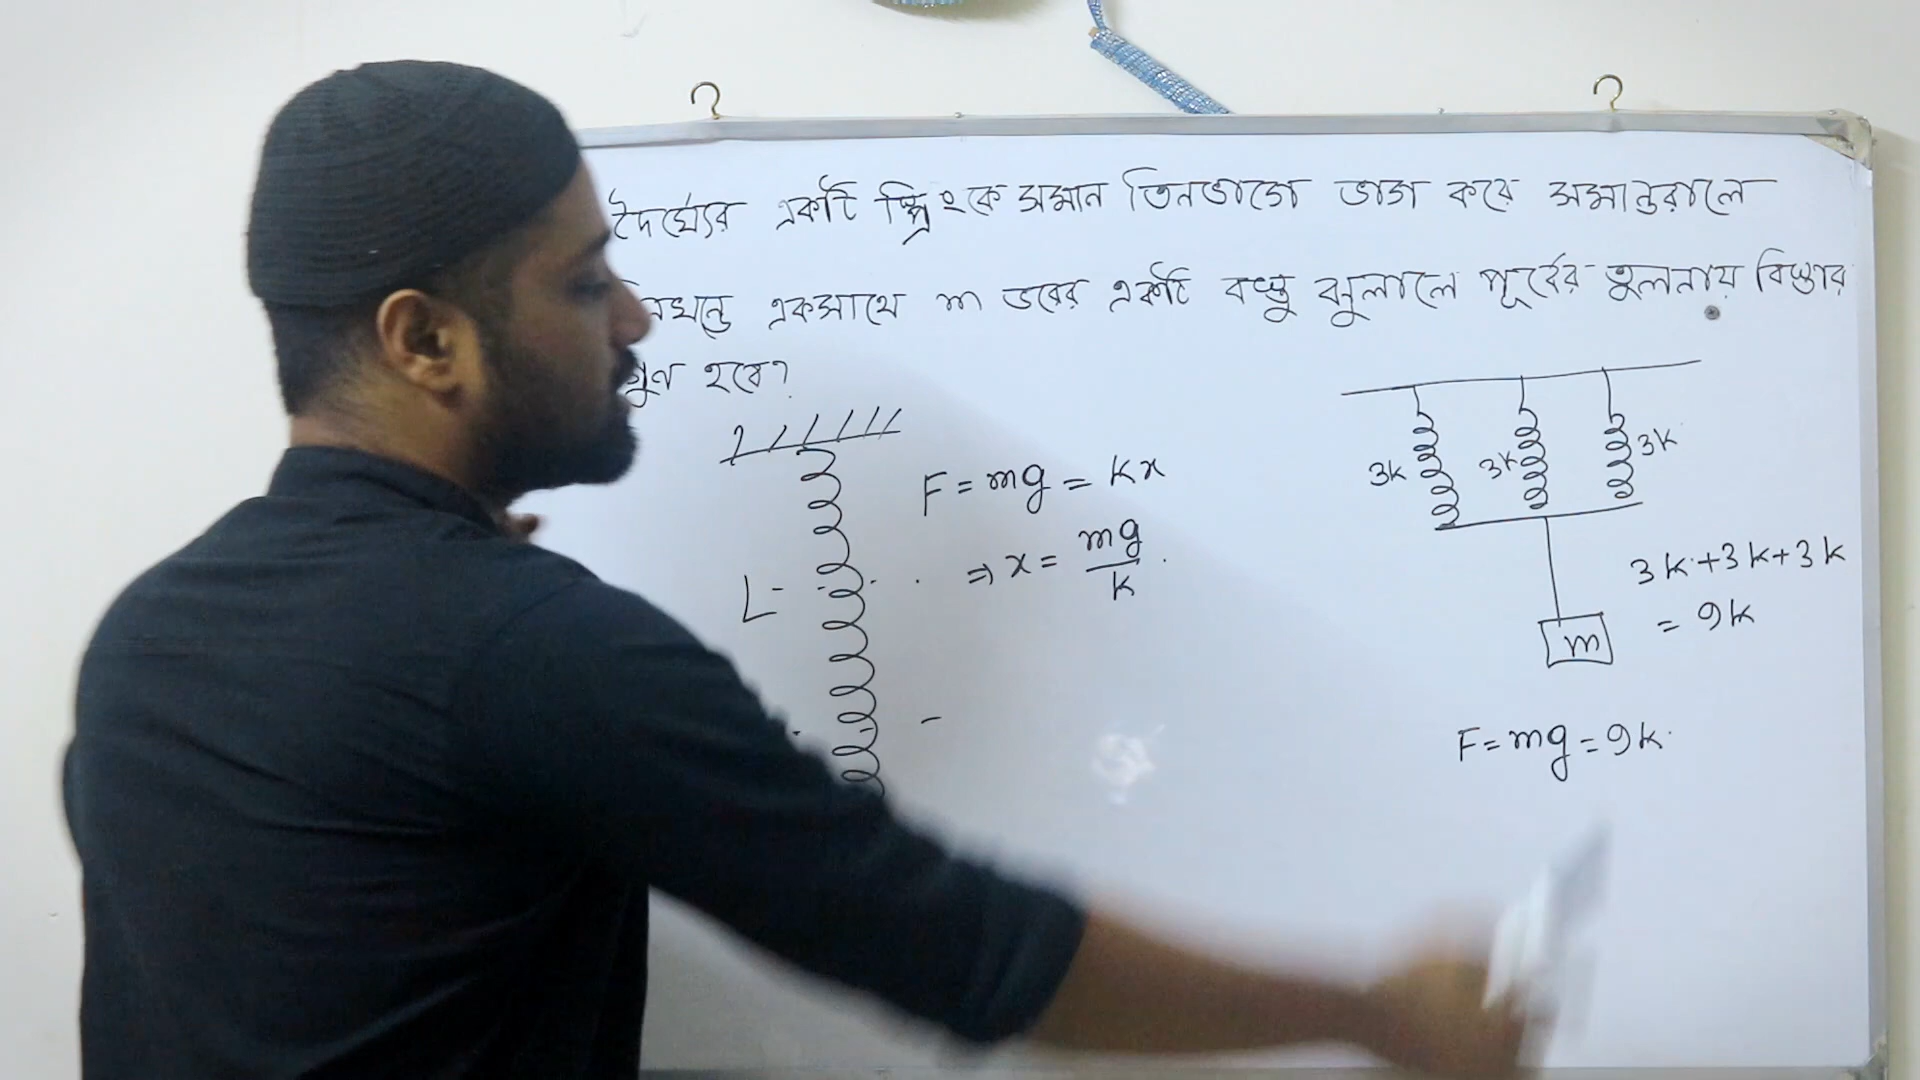 দৈর্ঘ্যের একটি স্প্রিংকে সমান তিনভাগে ভাগ করে সমান্তরালে
একসাথে m ভরের একটি বস্তু ঝুলালে পূর্বের তুলনায় বিস্তার
গুণ হবে?
F = mg = kx
⇒ x = mg/k
L
3k 3k 3k
3k+3k+3k
= 9k
m
F = mg = 9k